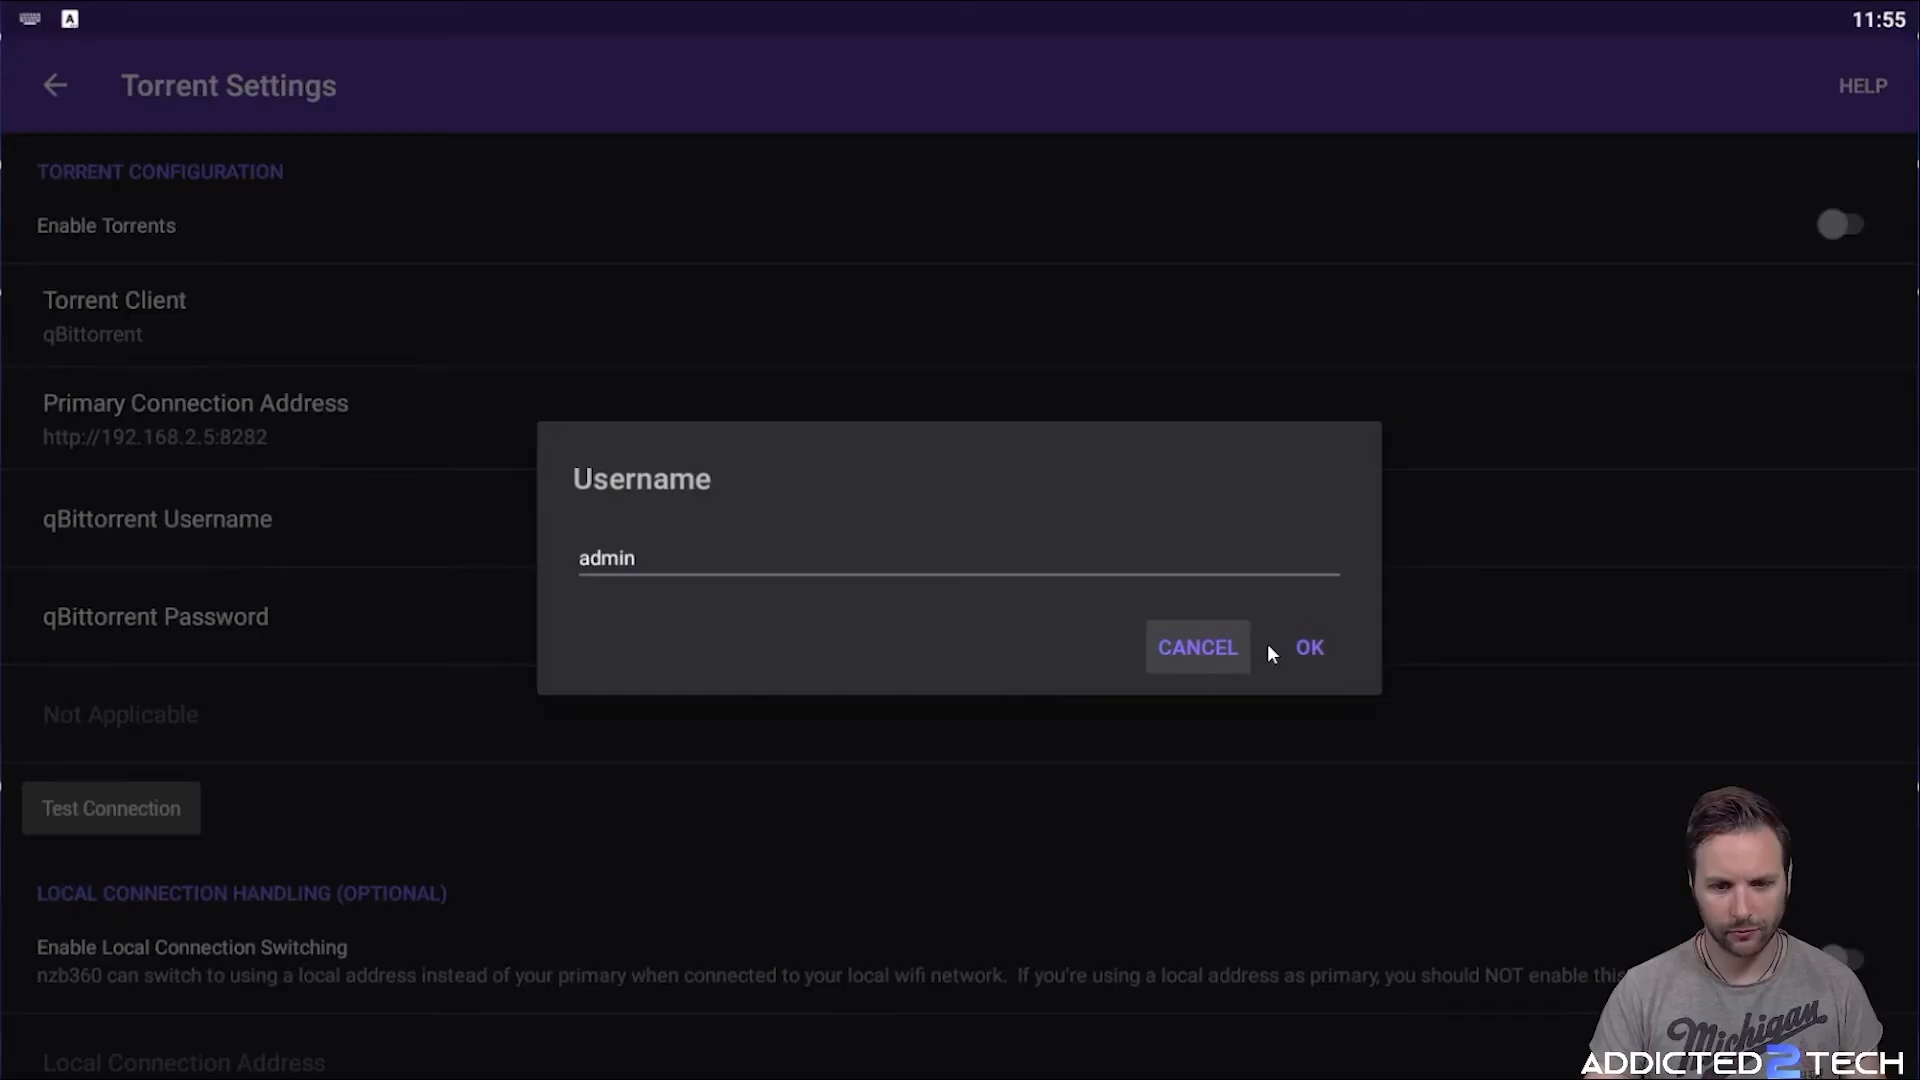 A
11:55
Torrent Settings
HELP
TORRENT CONFIGURATION
Enable Torrents
Torrent Client
qBittorrent
Primary Connection Address
http://192.168.2.5:8282
qBittorrent Username
qBittorrent Password
Not Applicable
Test Connection
Username
admin
CANCEL
OK
LOCAL CONNECTION HANDLING (OPTIONAL)
Enable Local Connection Switching
nzb360 can switch to using a local address instead of your primary when connected to your local wifi network. If you're using a local address as primary, you should NOT enable this
Local Connection Address
Michigan
ADDICTED2TECH